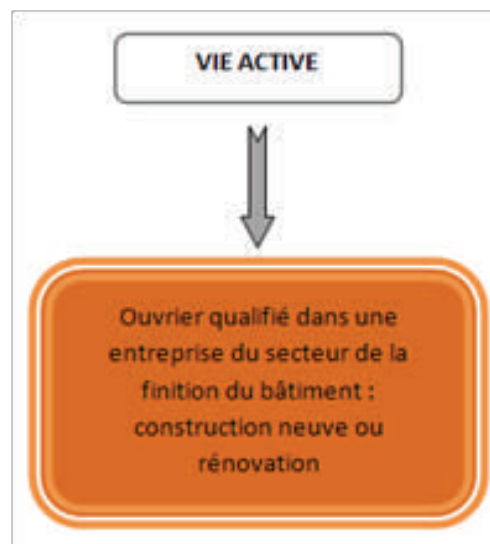 VIE ACTIVE
Ouvrier qualifié dans une
entreprise du secteur de la
finition du bâtiment :
construction neuve ou
rénovation